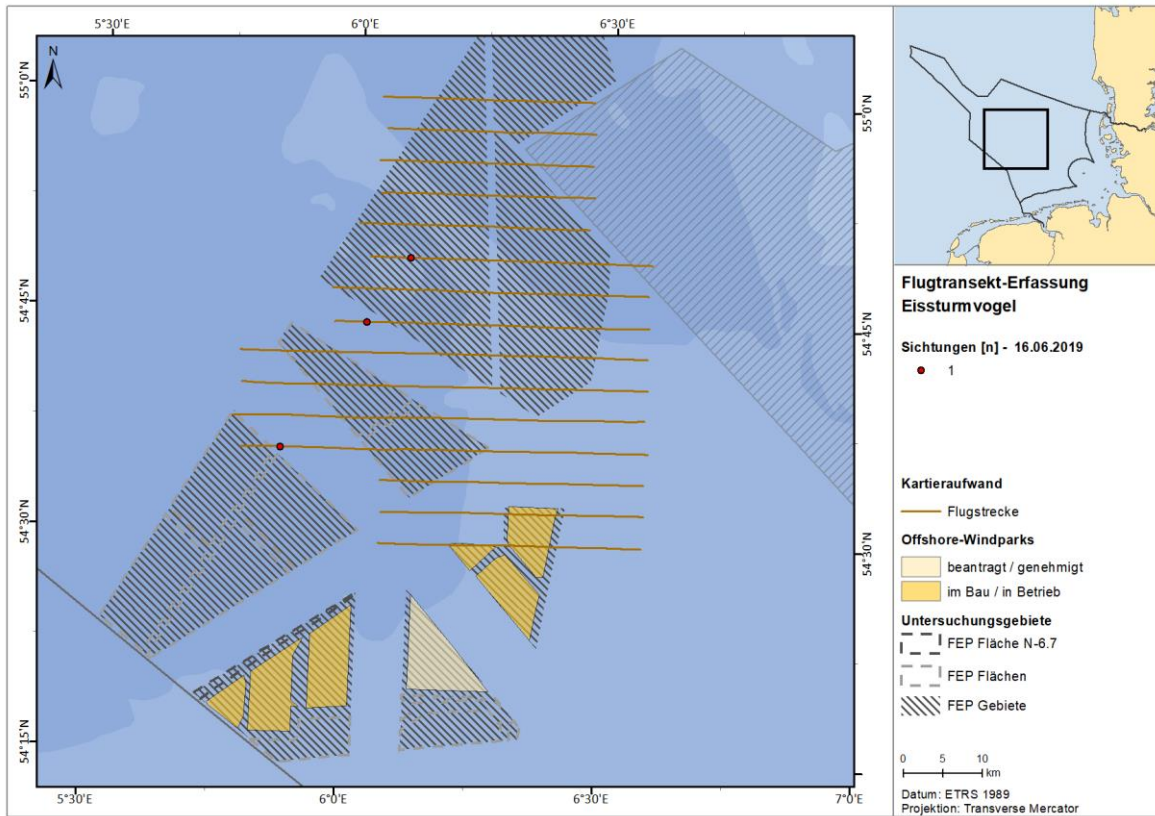 5°30'E
6°0'E
6°30'E
N
55°0'N
55°0'N
54°45'N
54°45'N
54°30'N
54°30'N
54°15'N
54°15'N
5°30'E
6°0'E
6°30'E
7°0'E
Flugtransekt-Erfassung
Eissturmvogel
Sichtungen [n] - 16.06.2019
1
Kartieraufwand
Flugstrecke
Offshore-Windparks
beantragt / genehmigt
im Bau / in Betrieb
Untersuchungsgebiete
FEP Fläche N-6.7
FEP Flächen
FEP Gebiete
0 5 10
km
Datum: ETRS 1989
Projektion: Transverse Mercator